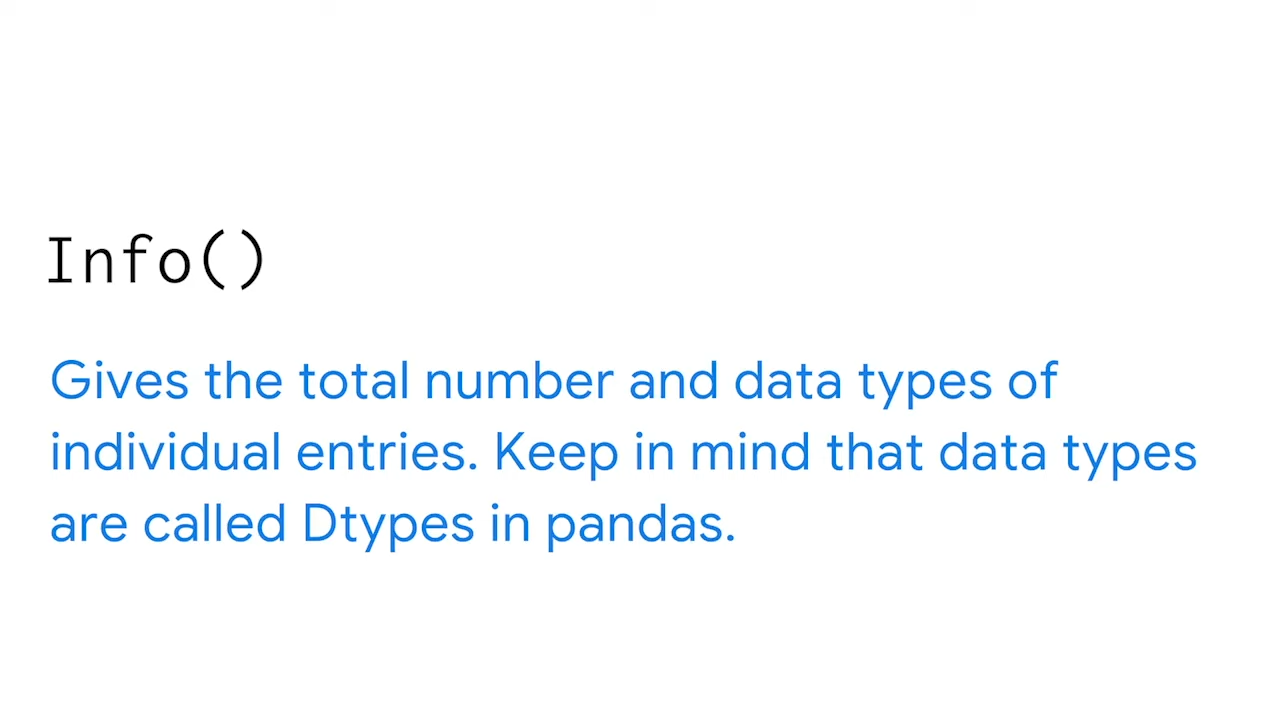 Info()
Gives the total number and data types of
individual entries. Keep in mind that data types
are called Dtypes in pandas.